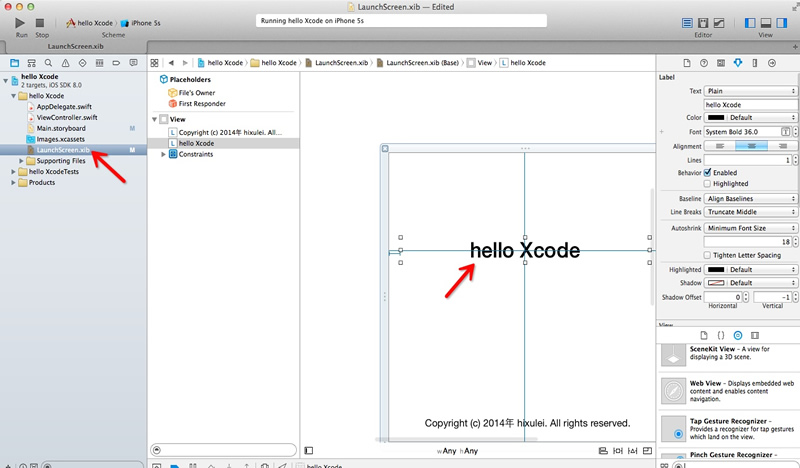 LaunchScreen.xib — Edited
hello Xcode
iPhone 5s
Running hello Xcode on iPhone 5s
Run
Stop
Scheme
Editor
View
LaunchScreen.xib
hello Xcode
2 targets, iOS SDK 8.0
hello Xcode
AppDelegate.swift
ViewController.swift
Main.storyboard
M
Images.xcassets
LaunchScreen.xib
M
Supporting Files
hello XcodeTests
Products
hello Xcode
hello Xcode
LaunchScreen.xib
LaunchScreen.xib (Base)
View
L
hello Xcode
Placeholders
File's Owner
First Responder
View
L
Copyright (c) 2014年 hixulei. All...
L
hello Xcode
Constraints
hello Xcode
Copyright (c) 2014年 hixulei. All rights reserved.
wAny hAny
hello Xcode
Label
Text
Plain
hello Xcode
Color
Default
Font
System Bold 36.0
T
Alignment
Lines
1
Behavior
Enabled
Highlighted
Baseline
Align Baselines
Line Breaks
Truncate Middle
Autoshrink
Minimum Font Size
18
Tighten Letter Spacing
Highlighted
Default
Shadow
Default
Shadow Offset
0
-1
Horizontal
Vertical
View
SceneKit View - A view for
displaying a 3D scene.
Web View - Displays embedded web
content and enables content
navigation.
Tap Gesture Recognizer -
Provides a recognizer for tap gestures
which land on the view.
Pinch Gesture Recognizer -